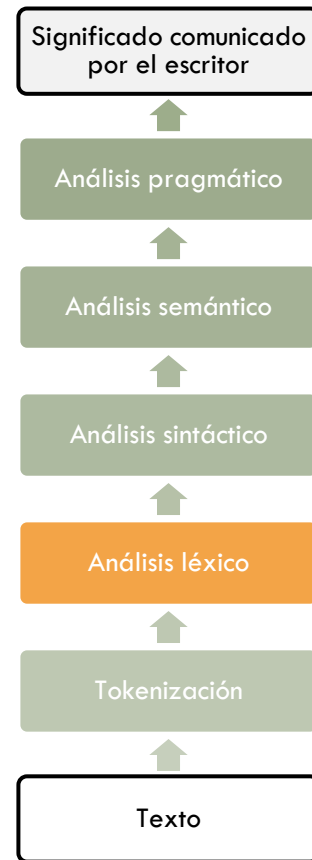 Significado comunicado
por el escritor
Análisis pragmático
Análisis semántico
Análisis sintáctico
Análisis léxico
Tokenización
Texto